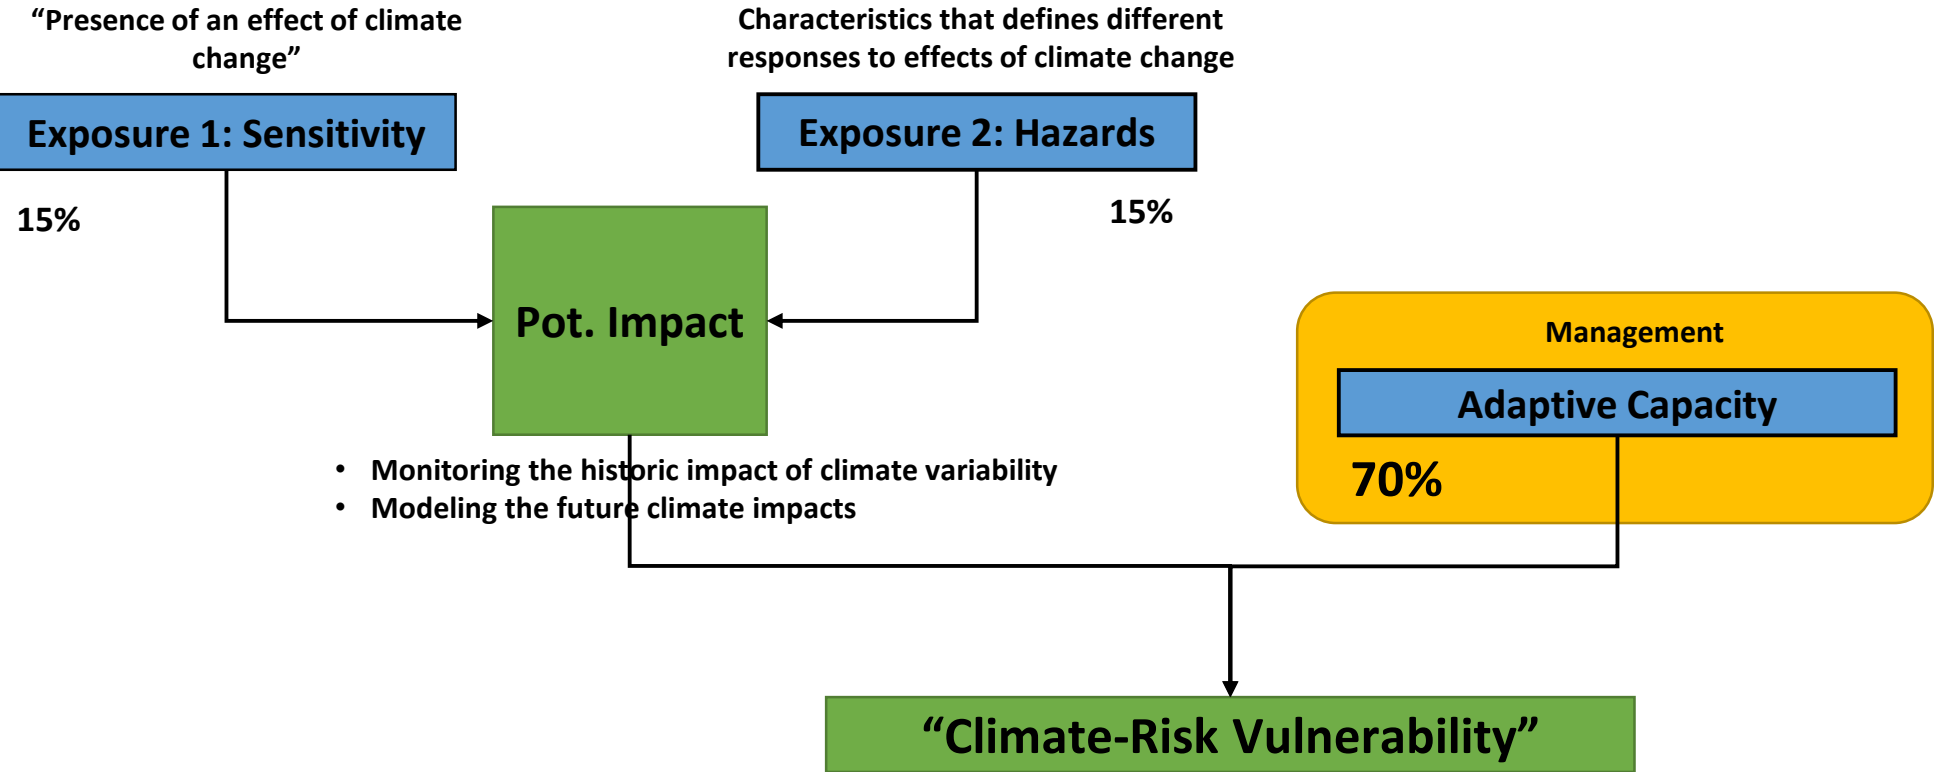 “Presence of an effect of climate
change”
Characteristics that defines different
responses to effects of climate change
Exposure 1: Sensitivity
Exposure 2: Hazards
15%
15%
Pot. Impact
Management
Adaptive Capacity
70%
• Monitoring the historic impact of climate variability
• Modeling the future climate impacts
“Climate-Risk Vulnerability”